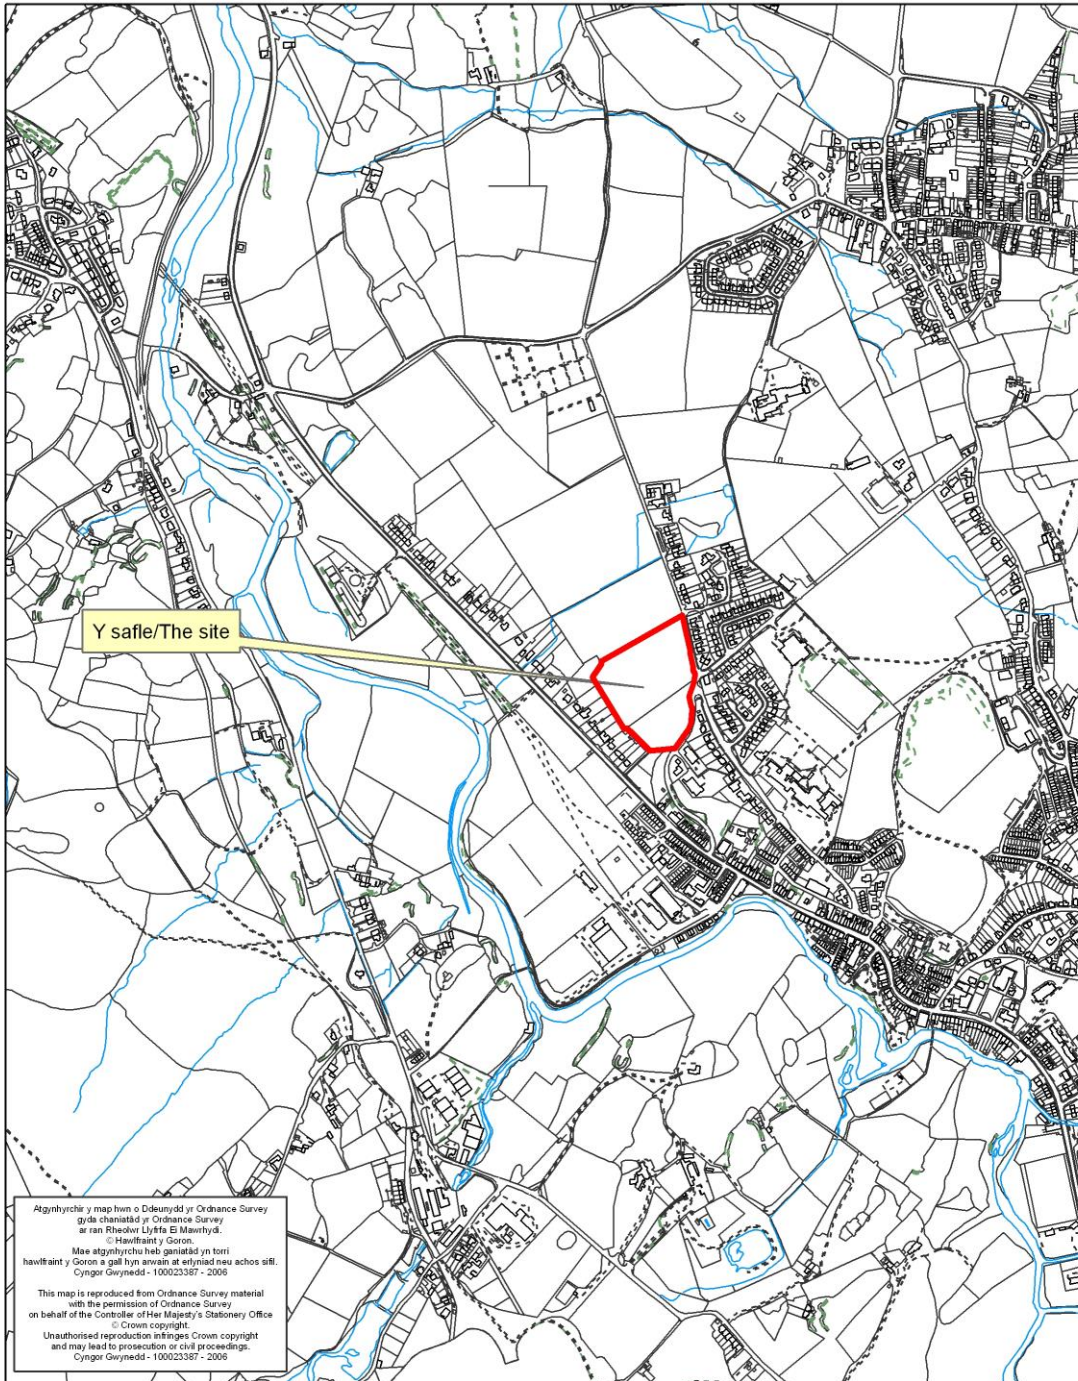 Y safle/The site
Atgynhyrchir y map hwn o Ddeunydd yr Ordnance Survey
gyda chaniatâd yr Ordnance Survey
ar ran Rheolwr Llyfrfa Ei Mawrhydi.
© Hawlfraint y Goron.
Mae atgynhyrchu heb ganiatâd yn torri
hawlfraint y Goron a gall hyn arwain at erlyniad neu achos sifil.
Cyngor Gwynedd - 100023387 - 2006
This map is reproduced from Ordnance Survey material
with the permission of Ordnance Survey
on behalf of the Controller of Her Majesty's Stationery Office
© Crown copyright.
Unauthorised reproduction infringes Crown copyright
and may lead to prosecution or civil proceedings.
Cyngor Gwynedd - 100023387 - 2006